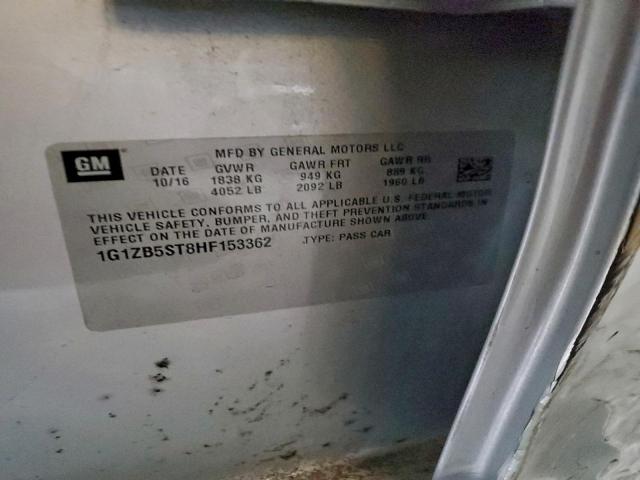 GM
MFD BY GENERAL MOTORS LLC
DATE GVWR GAWR FRT GAWR RR
10/16 1838 KG 949 KG 889 KG
4052 LB 2092 LB 1960 LB
THIS VEHICLE CONFORMS TO ALL APPLICABLE U.S. FEDERAL MOTOR
VEHICLE SAFETY, BUMPER, AND THEFT PREVENTION STANDARDS IN
EFFECT ON THE DATE OF MANUFACTURE SHOWN ABOVE.
1G1ZB5ST8HF153362 TYPE: PASS CAR